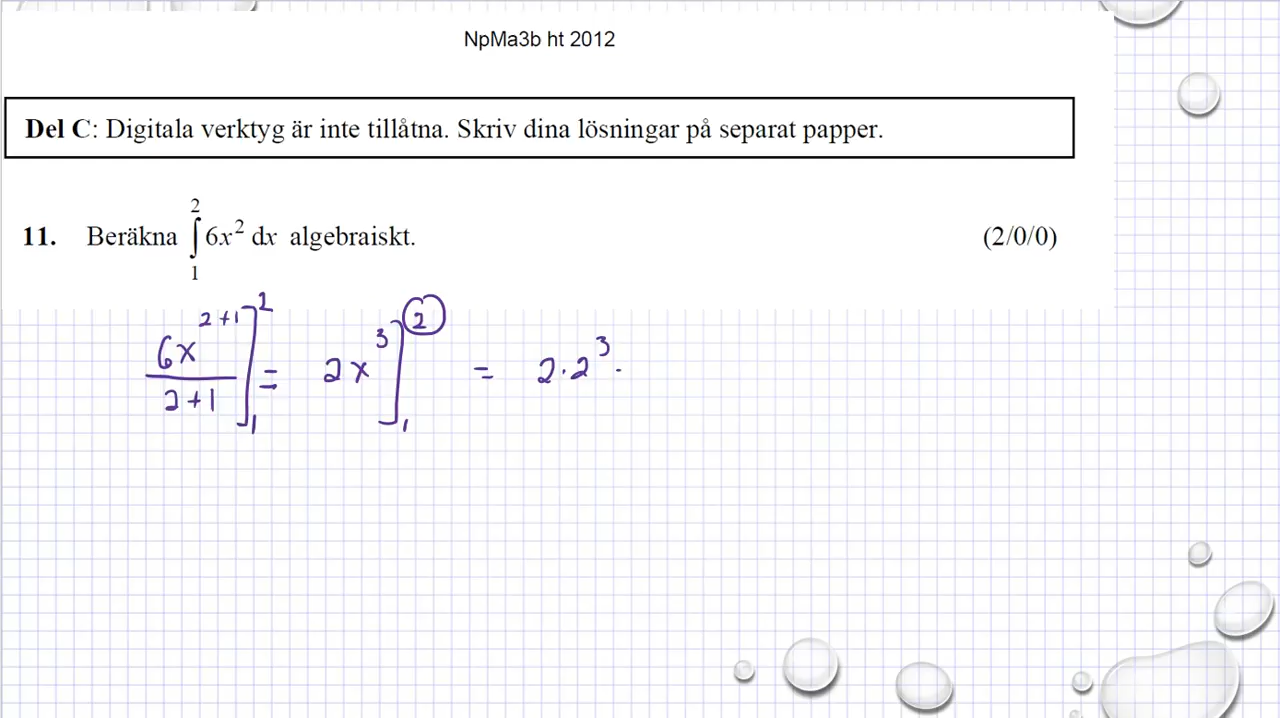 NpMa3b ht 2012
Del C: Digitala verktyg är inte tillåtna. Skriv dina lösningar på separat papper.
11. Beräkna ∫₁² 6x² dx algebraiskt. (2/0/0)
6x^(2+1)/(2+1)]₁² = 2x³]₁² = 2·2³ -